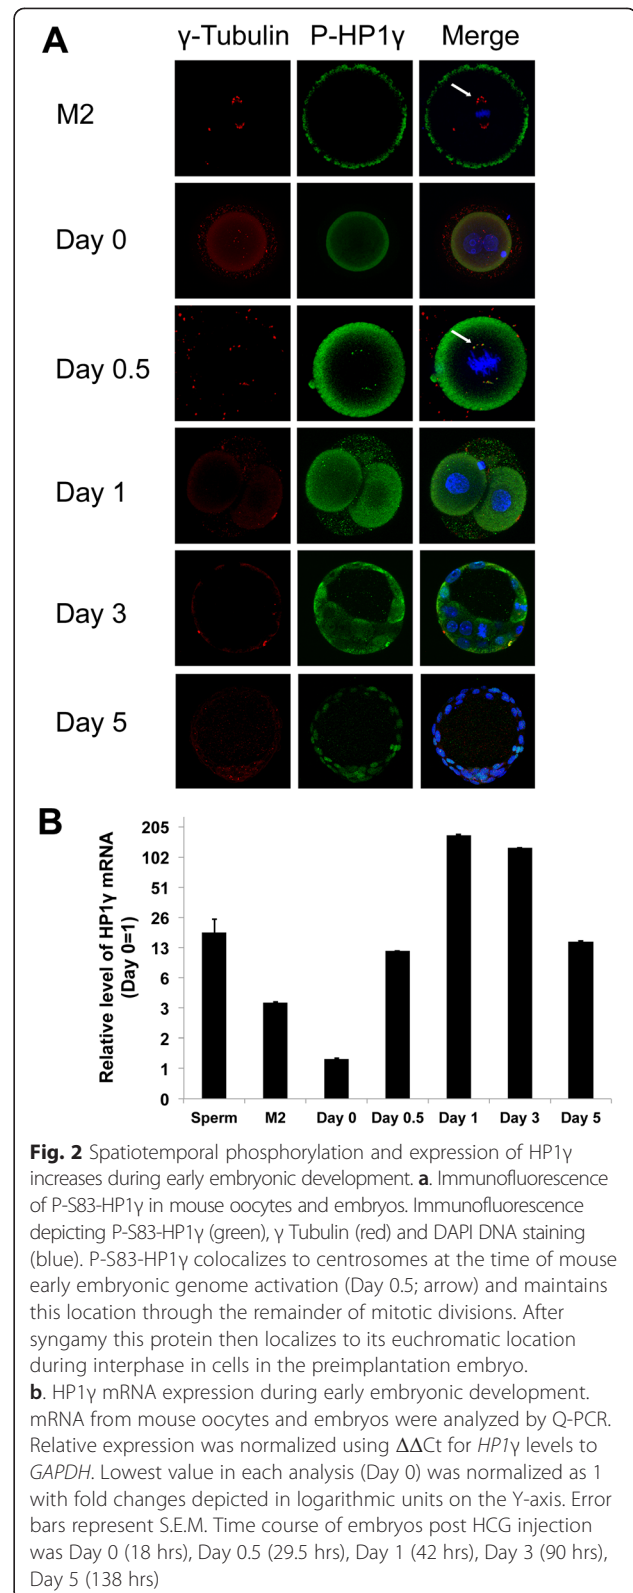 A
γ-Tubulin P-HP1γ Merge
M2
Day 0
Day 0.5
Day 1
Day 3
Day 5
B
Relative level of HP1γ mRNA
(Day 0=1)
205
102
51
26
13
6
3
2
1
0
Sperm M2 Day 0 Day 0.5 Day 1 Day 3 Day 5
Fig. 2 Spatiotemporal phosphorylation and expression of HP1γ
increases during early embryonic development. a. Immunofluorescence
of P-S83-HP1γ in mouse oocytes and embryos. Immunofluorescence
depicting P-S83-HP1γ (green), γ Tubulin (red) and DAPI DNA staining
(blue). P-S83-HP1γ colocalizes to centrosomes at the time of mouse
early embryonic genome activation (Day 0.5; arrow) and maintains
this location through the remainder of mitotic divisions. After
syngamy this protein then localizes to its euchromatic location
during interphase in cells in the preimplantation embryo.
b. HP1γ mRNA expression during early embryonic development.
mRNA from mouse oocytes and embryos were analyzed by Q-PCR.
Relative expression was normalized using ΔΔCt for HP1γ levels to
GAPDH. Lowest value in each analysis (Day 0) was normalized as 1
with fold changes depicted in logarithmic units on the Y-axis. Error
bars represent S.E.M. Time course of embryos post HCG injection
was Day 0 (18 hrs), Day 0.5 (29.5 hrs), Day 1 (42 hrs), Day 3 (90 hrs),
Day 5 (138 hrs)